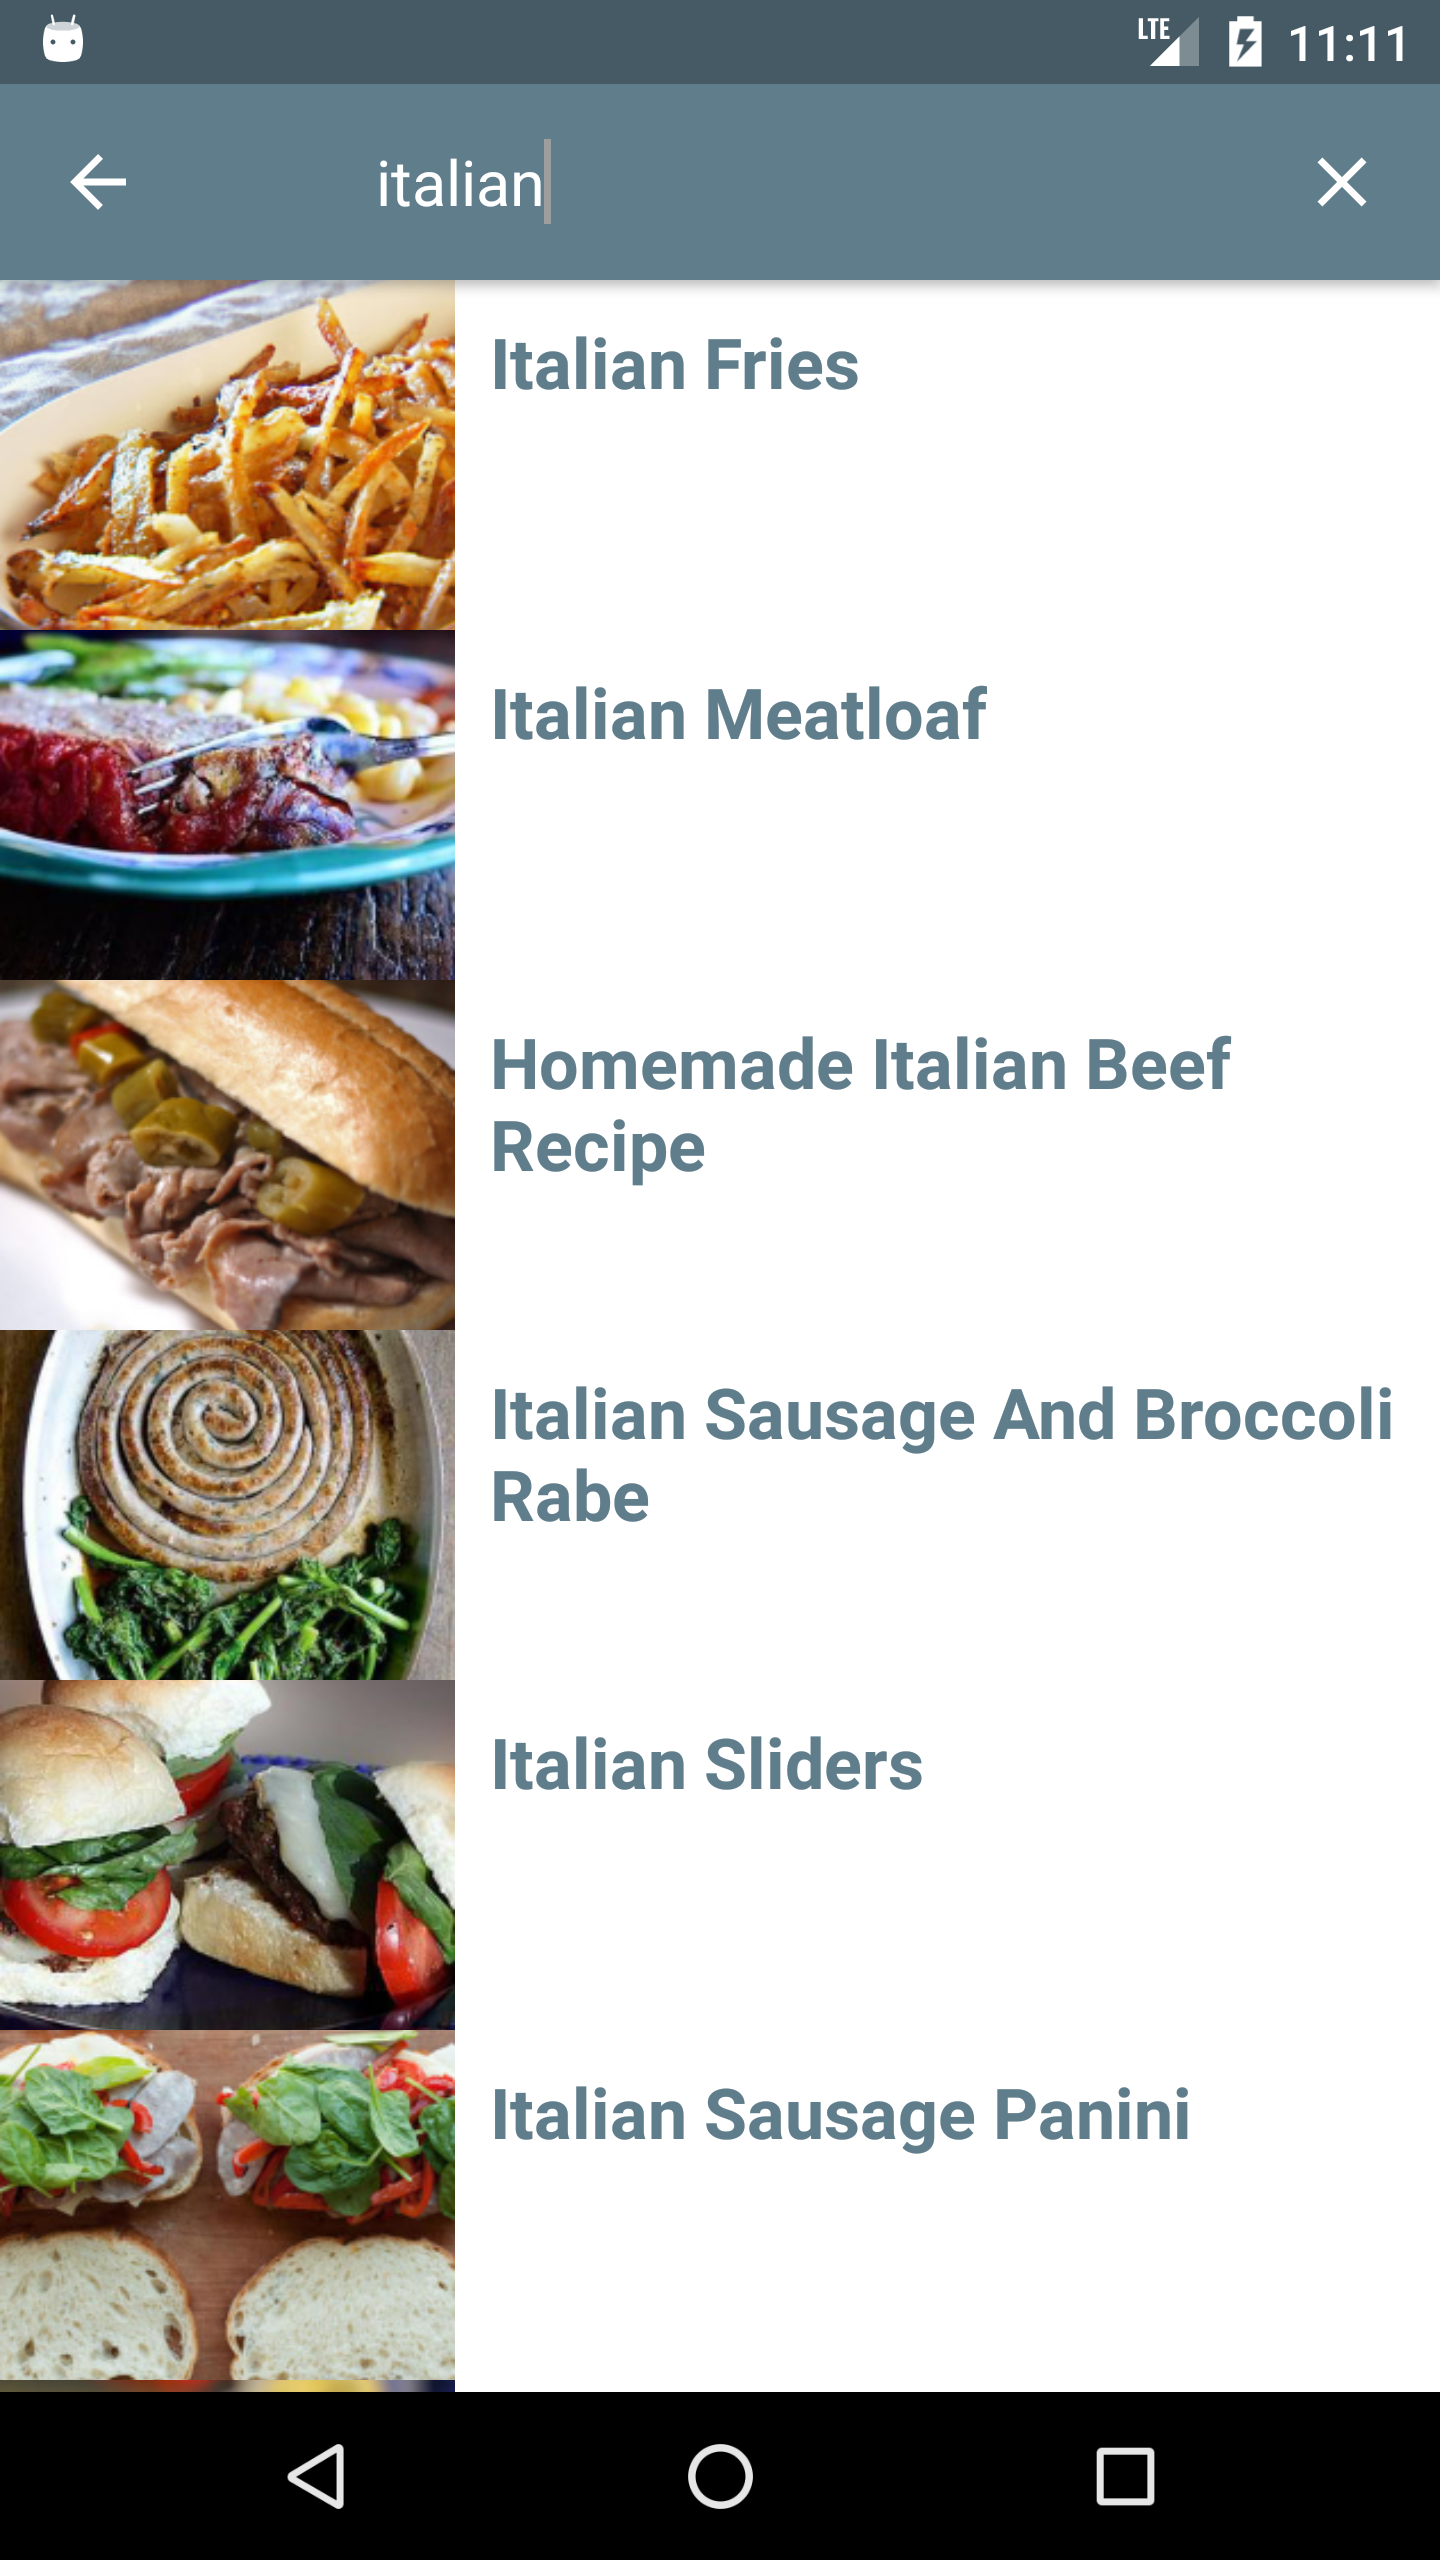 LTE 11:11
italian
Italian Fries
Italian Meatloaf
Homemade Italian Beef
Recipe
Italian Sausage And Broccoli
Rabe
Italian Sliders
Italian Sausage Panini